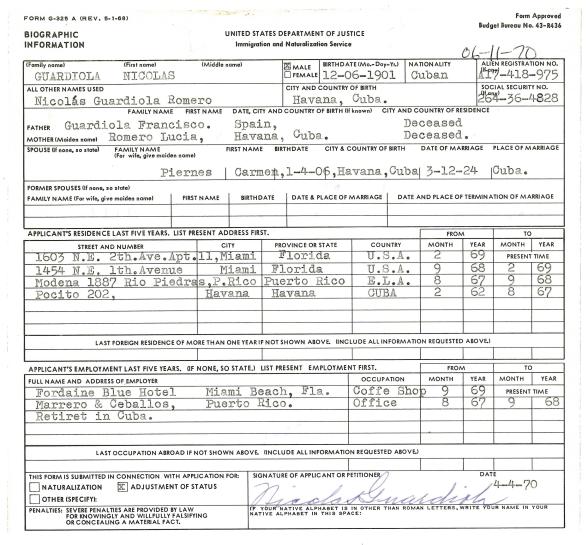 FORM G-325 A (REV. 5-1-68)
Form Approved
Budget Bureau No. 43-R436
BIOGRAPHIC
INFORMATION
UNITED STATES DEPARTMENT OF JUSTICE
Immigration and Naturalization Service
06-11-70
(Family name) (First name) (Middle name) MALE FEMALE BIRTHDATE (Mo.-Day-Yr.) NATIONALITY ALIEN REGISTRATION NO.
(If any)
GUARDIOLA NICOLAS 12-06-1901 Cuban A17-418-975
ALL OTHER NAMES USED CITY AND COUNTRY OF BIRTH SOCIAL SECURITY NO.
(If any)
Nicolás Guardiola Romero Havana, Cuba. 264-36-4828
FAMILY NAME FIRST NAME DATE, CITY AND COUNTRY OF BIRTH (If known) CITY AND COUNTRY OF RESIDENCE
FATHER Guardiola Francisco. Spain, Deceased
MOTHER (Maiden name) Romero Lucia, Havana, Cuba. Deceased.
SPOUSE (If none, so state) FAMILY NAME FIRST NAME BIRTHDATE CITY & COUNTRY OF BIRTH DATE OF MARRIAGE PLACE OF MARRIAGE
(For wife, give maiden name)
Piernes Carmen, 1-4-06, Havana, Cuba 3-12-24 Cuba.
FORMER SPOUSES (If none, so state)
FAMILY NAME (For wife, give maiden name) FIRST NAME BIRTHDATE DATE & PLACE OF MARRIAGE DATE AND PLACE OF TERMINATION OF MARRIAGE
APPLICANT'S RESIDENCE LAST FIVE YEARS. LIST PRESENT ADDRESS FIRST. FROM TO
STREET AND NUMBER CITY PROVINCE OR STATE COUNTRY MONTH YEAR MONTH YEAR
1603 N.E. 2th.Ave.Apt.11, Miami Florida U.S.A. 2 69 PRESENT TIME
1454 N.E. 1th.Avenue Miami Florida U.S.A. 9 68 2 69
Modena 1887 Rio Piedras, P.Rico Puerto Rico E.L.A. 8 67 9 68
Pocito 202, Havana Havana CUBA 2 62 8 67
LAST FOREIGN RESIDENCE OF MORE THAN ONE YEAR IF NOT SHOWN ABOVE. (INCLUDE ALL INFORMATION REQUESTED ABOVE.)
APPLICANT'S EMPLOYMENT LAST FIVE YEARS. (IF NONE, SO STATE.) LIST PRESENT EMPLOYMENT FIRST. FROM TO
FULL NAME AND ADDRESS OF EMPLOYER OCCUPATION MONTH YEAR MONTH YEAR
Fordaine Blue Hotel Miami Beach, Fla. Coffe Shop 9 69 PRESENT TIME
Marrero & Ceballos, Puerto Rico. Office 8 67 9 68
Retiret in Cuba.
LAST OCCUPATION ABROAD IF NOT SHOWN ABOVE. (INCLUDE ALL INFORMATION REQUESTED ABOVE.)
THIS FORM IS SUBMITTED IN CONNECTION WITH APPLICATION FOR: SIGNATURE OF APPLICANT OR PETITIONER DATE
NATURALIZATION ADJUSTMENT OF STATUS 4-4-70
OTHER (SPECIFY): Nicolas Guardiola
PENALTIES: SEVERE PENALTIES ARE PROVIDED BY LAW
FOR KNOWINGLY AND WILLFULLY FALSIFYING
OR CONCEALING A MATERIAL FACT.
IF YOUR NATIVE ALPHABET IS IN OTHER THAN ROMAN LETTERS, WRITE YOUR NAME IN YOUR
NATIVE ALPHABET IN THIS SPACE: